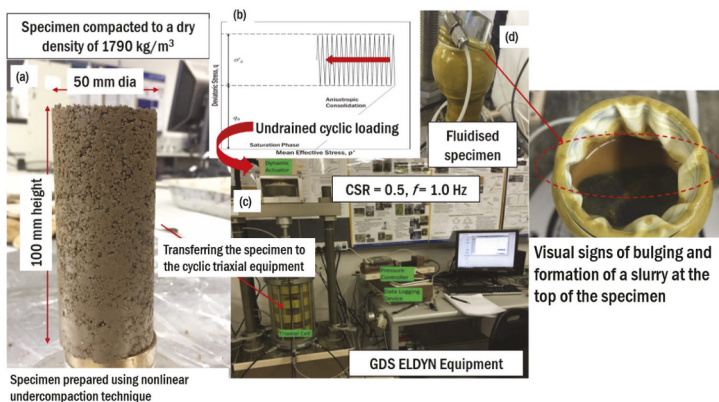 Specimen compacted to a dry
density of 1790 kg/m³
(a)
50 mm dia
100 mm height
Specimen prepared using nonlinear
undercompaction technique
Transferring the specimen to
the cyclic triaxial equipment
(b)
Deviatoric Stress, q
Anisotropic
Consolidation
Undrained cyclic loading
Saturation Phase
Mean Effective Stress, p'
(c)
Dynamic
Actuator
CSR = 0.5, f = 1.0 Hz
Pressure
Controller
Data Logging
Device
Triaxial Cell
GDS ELDYN Equipment
(d)
Fluidised
specimen
Visual signs of bulging and
formation of a slurry at the
top of the specimen